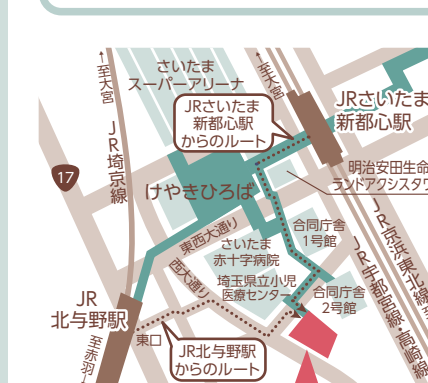 ←至大宮
さいたま
スーパーアリーナ
←至大宮
JRさいたま
新都心駅
からのルート
JRさいたま
新都心駅
17
JR埼京線
けやきひろば
明治安田生命
ランドアクシスタワ
東西大通り
さいたま
赤十字病院
合同庁舎
1号館
西大通り
埼玉県立小児
医療センター
合同庁舎
2号館
JR京浜東北線
JR宇都宮線・高崎線
JR
北与野駅
東口
至赤羽
JR北与野駅
からのルート